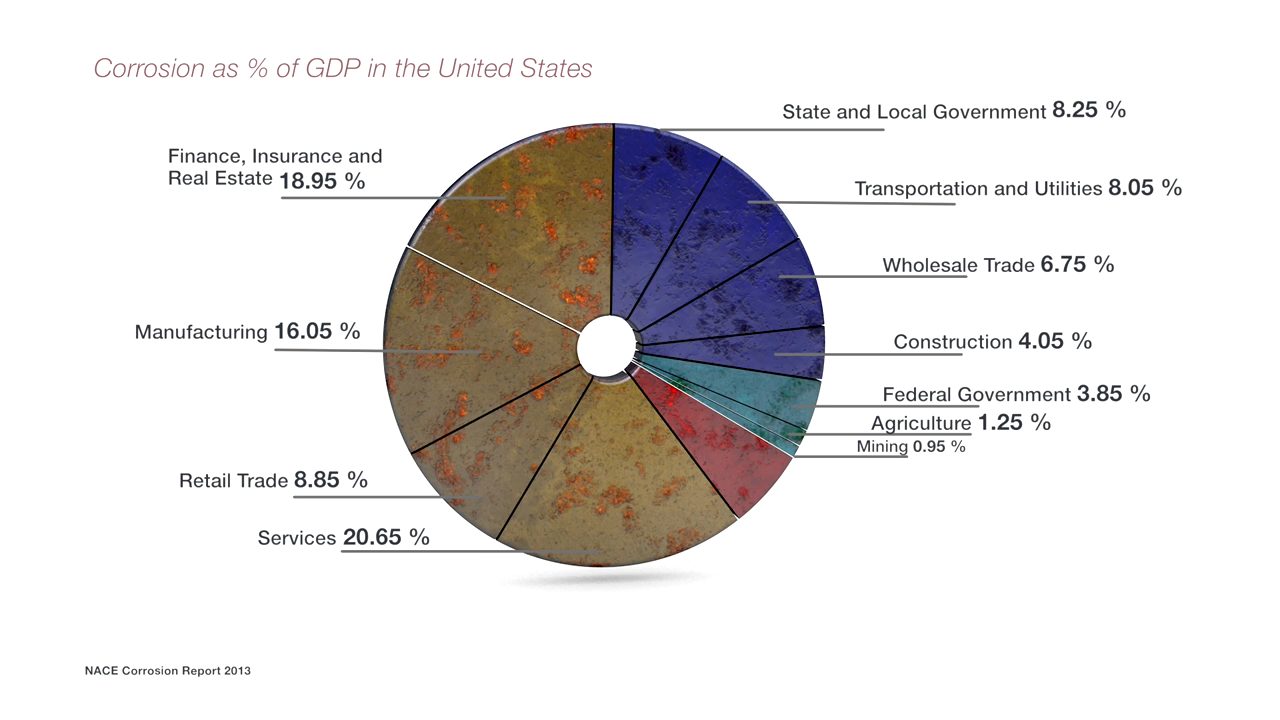 Corrosion as % of GDP in the United States
State and Local Government 8.25 %
Finance, Insurance and
Real Estate 18.95 %
Transportation and Utilities 8.05 %
Wholesale Trade 6.75 %
Manufacturing 16.05 %
Construction 4.05 %
Federal Government 3.85 %
Agriculture 1.25 %
Mining 0.95 %
Retail Trade 8.85 %
Services 20.65 %
NACE Corrosion Report 2013